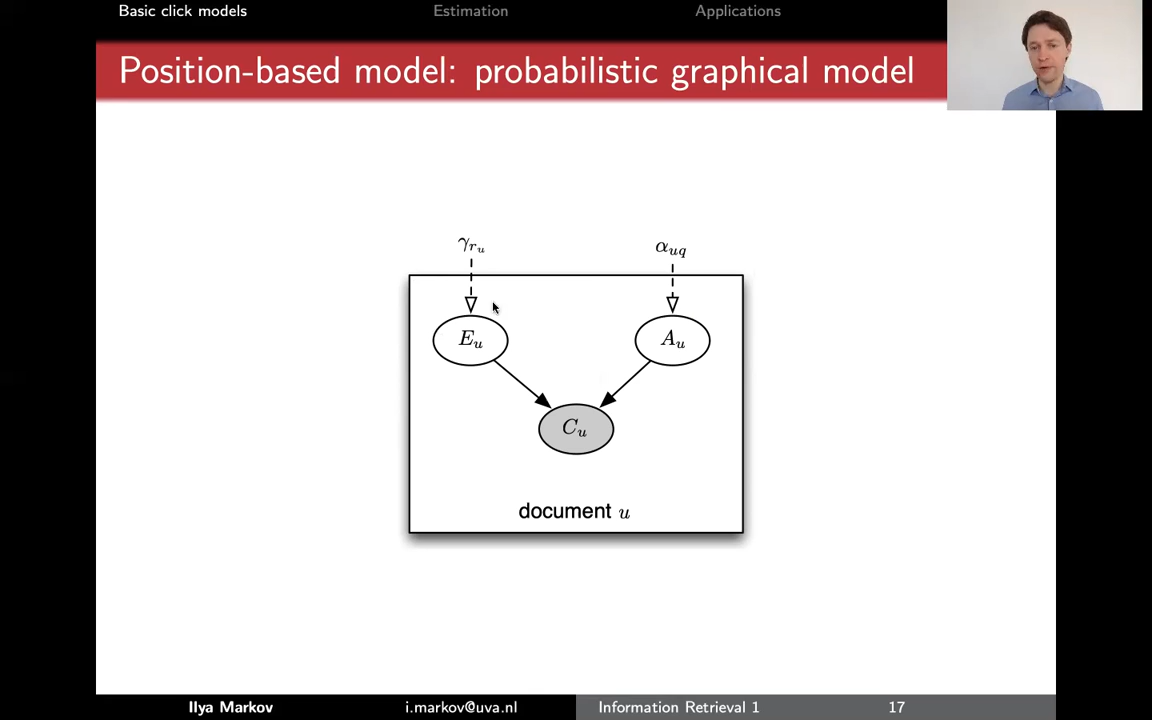 Basic click models Estimation Applications
Position-based model: probabilistic graphical model
γ_{r_u} α_{uq}
E_u A_u
C_u
document u
Ilya Markov i.markov@uva.nl Information Retrieval 1 17